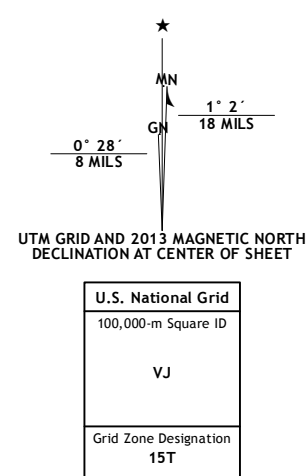 ★
MN
GN
1° 2´
18 MILS
0° 28´
8 MILS
UTM GRID AND 2013 MAGNETIC NORTH
DECLINATION AT CENTER OF SHEET
U.S. National Grid
100,000-m Square ID
VJ
Grid Zone Designation
15T